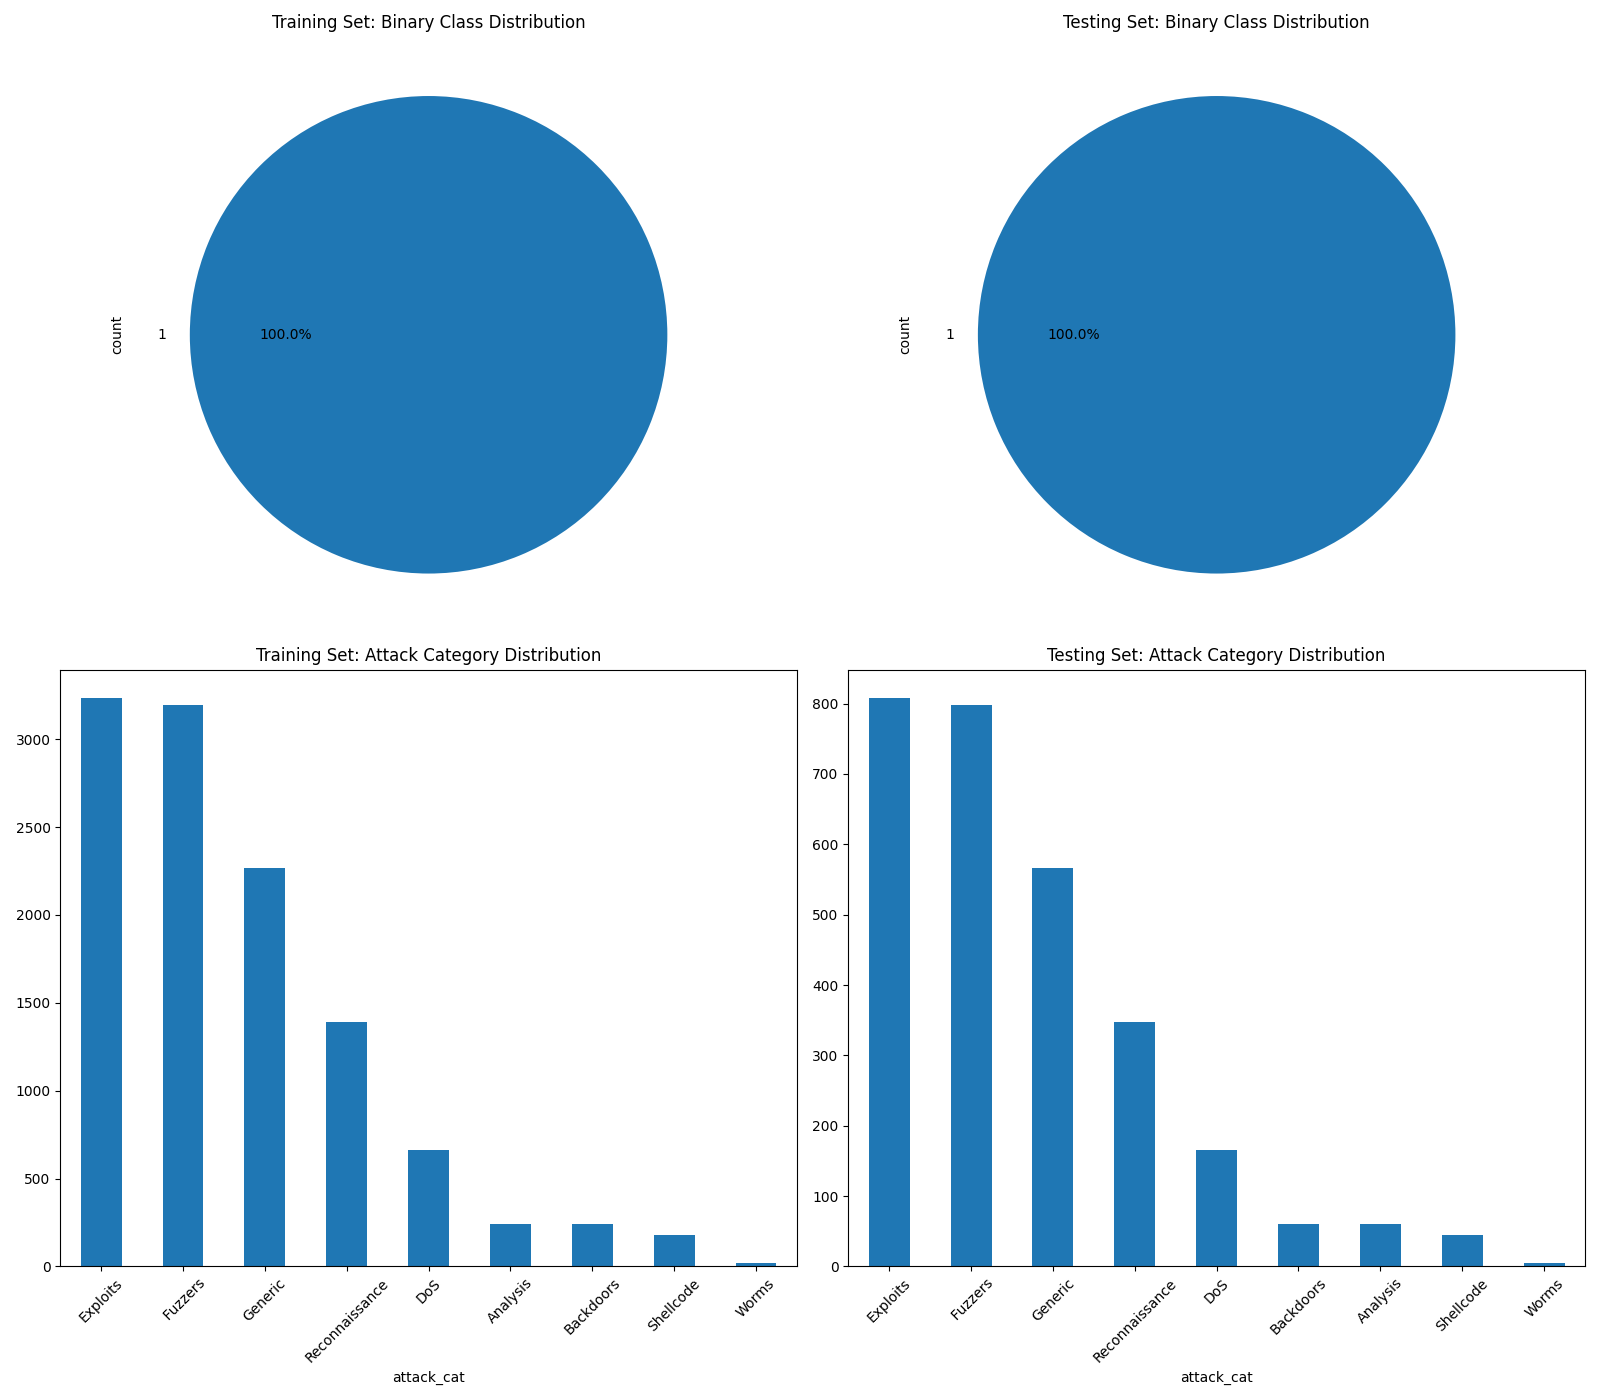 Training Set: Binary Class Distribution
count
1
100.0%
Testing Set: Binary Class Distribution
count
1
100.0%
Training Set: Attack Category Distribution
3000
2500
2000
1500
1000
500
0
Exploits
Fuzzers
Generic
Reconnaissance
DoS
Analysis
Backdoors
Shellcode
Worms
attack_cat
Testing Set: Attack Category Distribution
800
700
600
500
400
300
200
100
0
Exploits
Fuzzers
Generic
Reconnaissance
DoS
Backdoors
Analysis
Shellcode
Worms
attack_cat